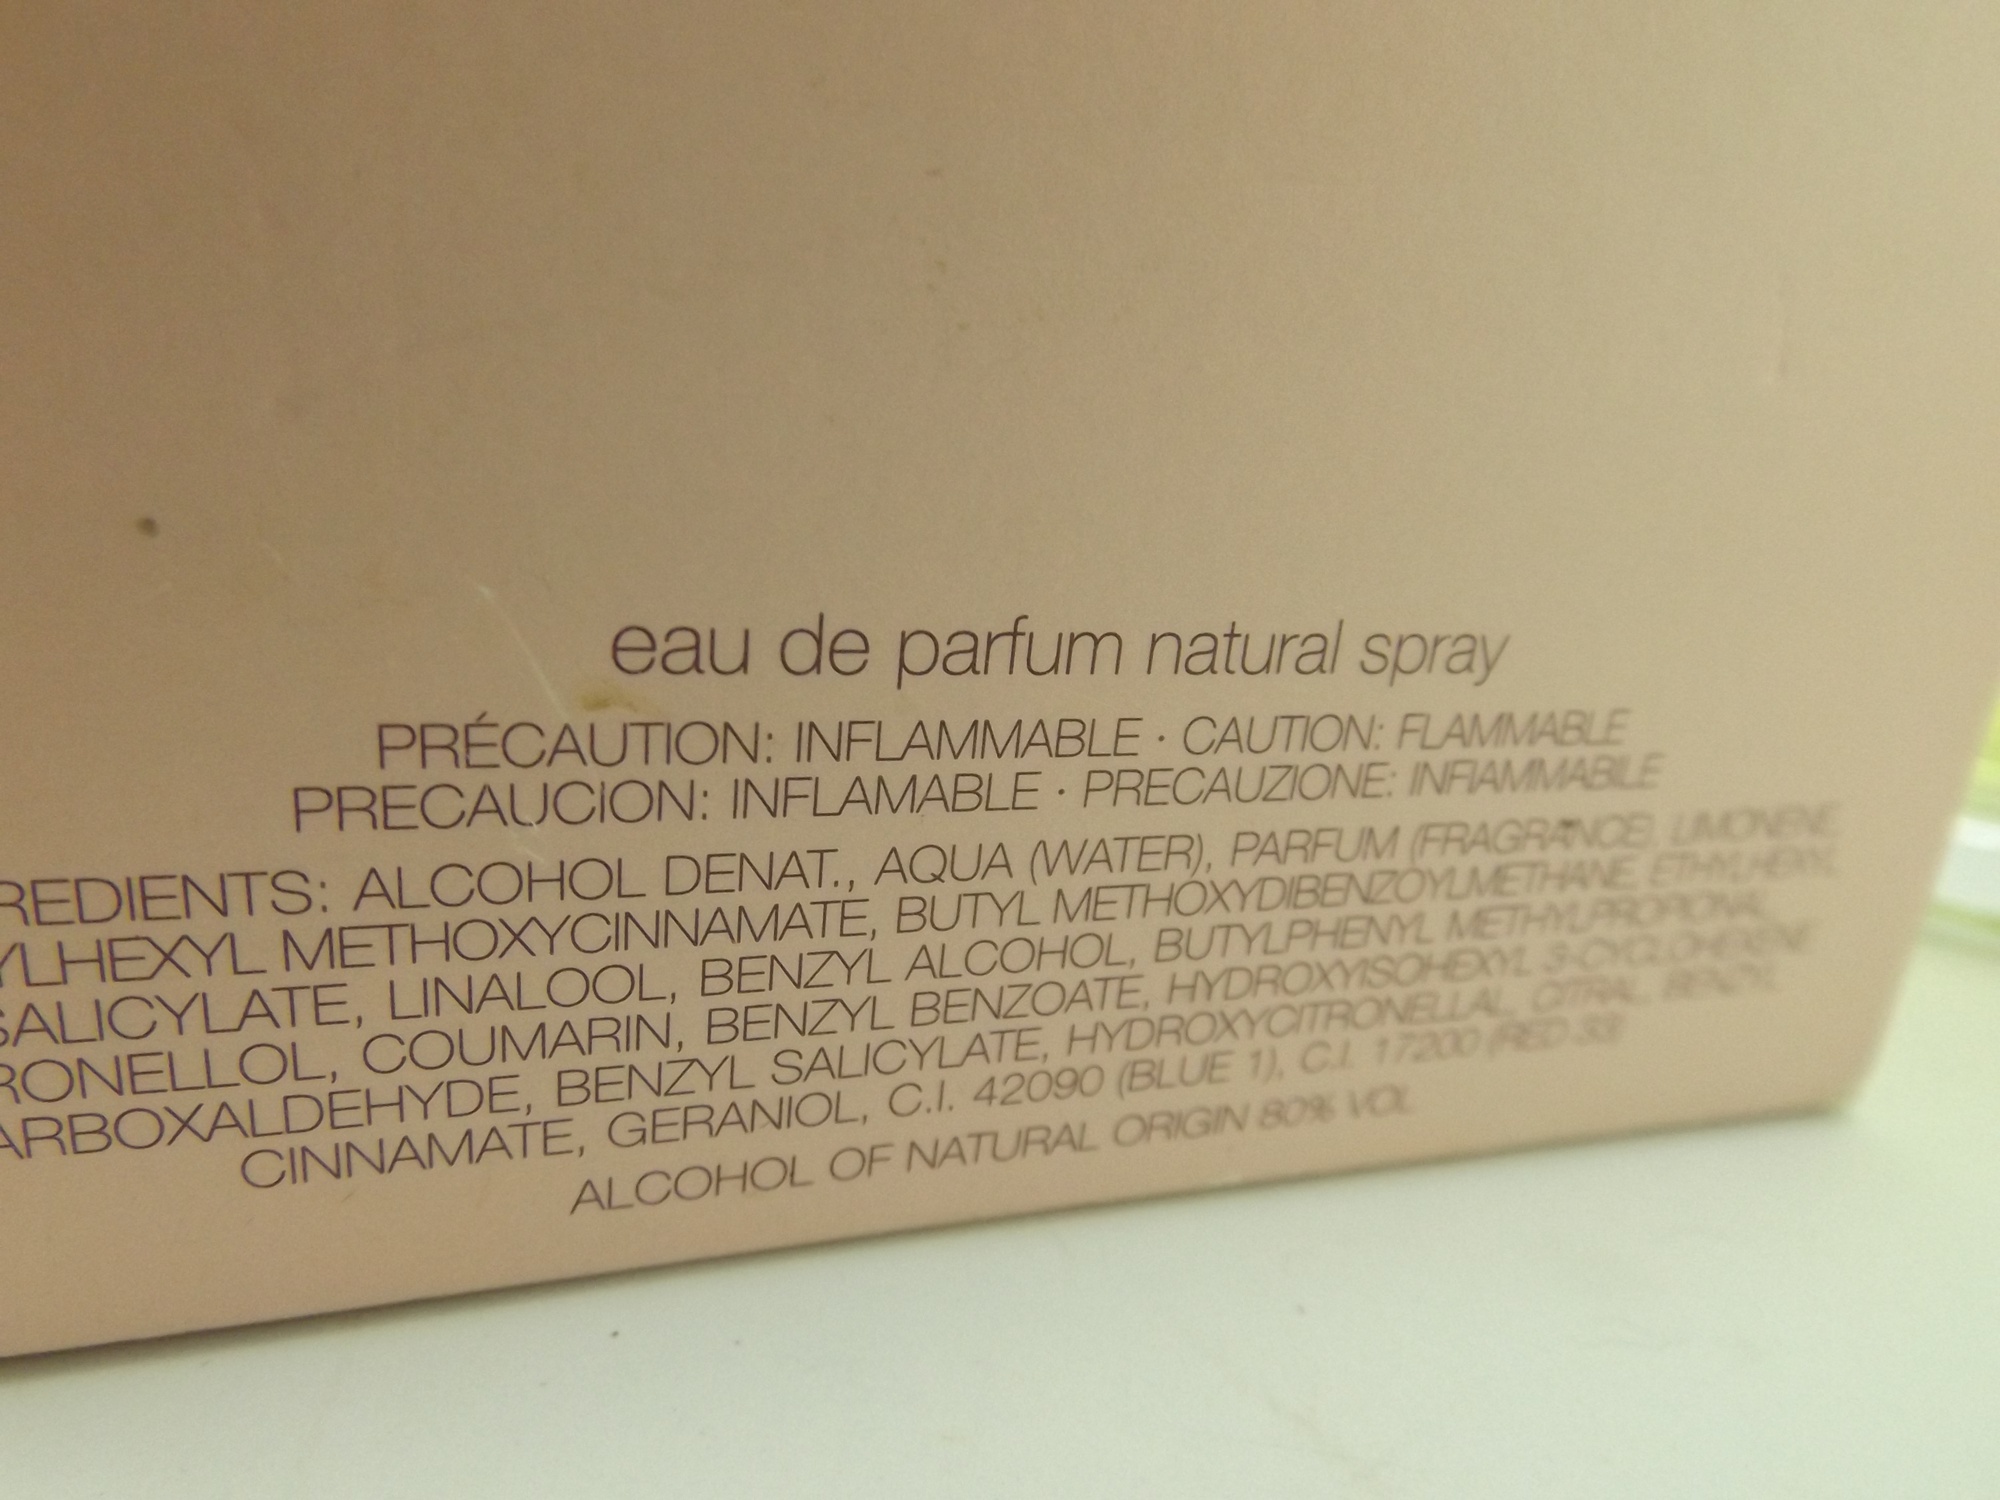 eau de parfum natural spray
PRÉCAUTION: INFLAMMABLE · CAUTION: FLAMMABLE
PRECAUCION: INFLAMABLE · PRECAUZIONE: INFIAMMABILE
REDIENTS: ALCOHOL DENAT., AQUA (WATER), PARFUM (FRAGRANCE), LIMONENE,
YLHEXYL METHOXYCINNAMATE, BUTYL METHOXYDIBENZOYLMETHANE, ETHYLHEXYL
SALICYLATE, LINALOOL, BENZYL ALCOHOL, BUTYLPHENYL METHYLPROPIONAL,
RONELLOL, COUMARIN, BENZYL BENZOATE, HYDROXYISOHEXYL 3-CYCLOHEXENE
ARBOXALDEHYDE, BENZYL SALICYLATE, HYDROXYCITRONELLAL, CITRAL, BENZYL
CINNAMATE, GERANIOL, C.I. 42090 (BLUE 1), C.I. 17200 (RED 33)
ALCOHOL OF NATURAL ORIGIN 80% VOL